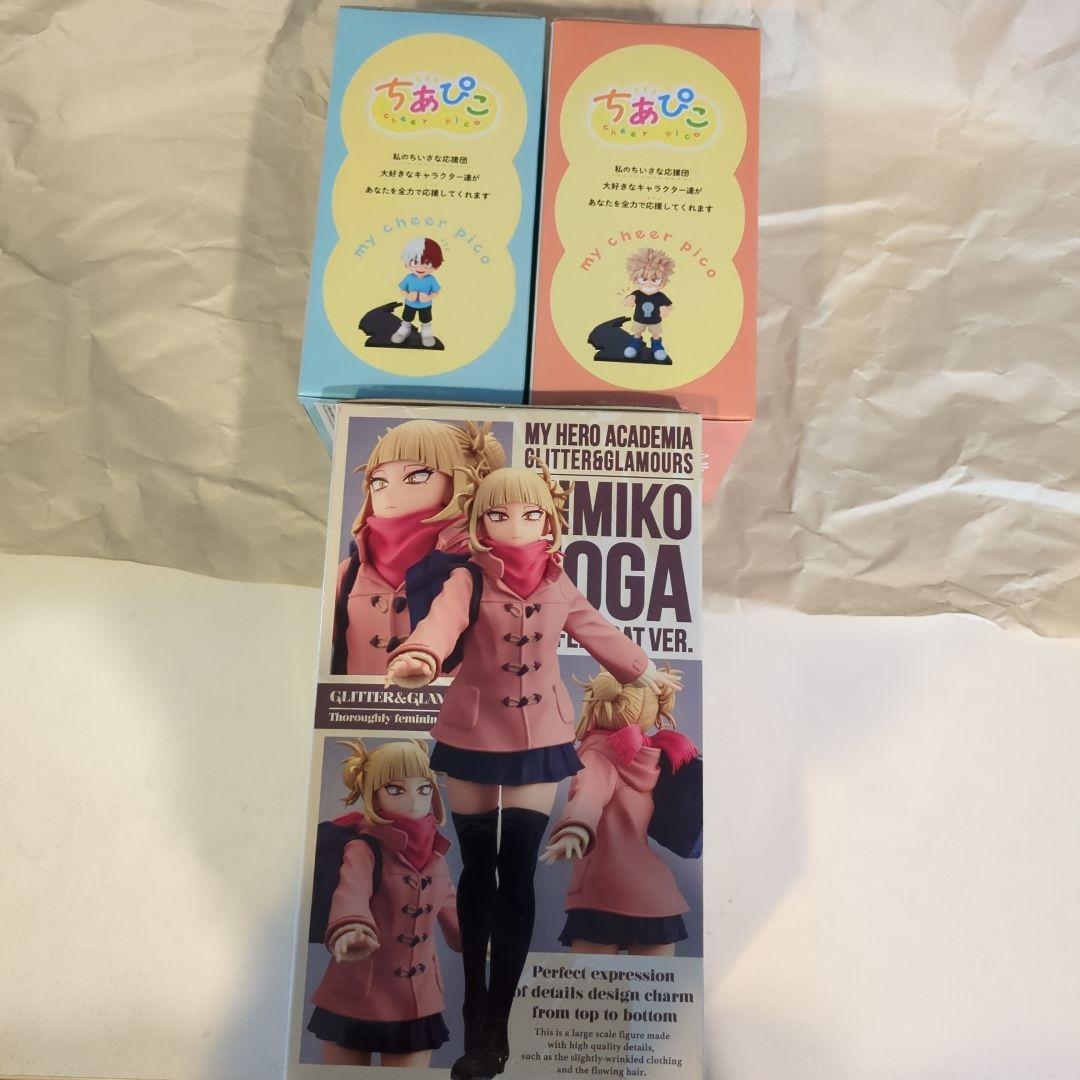 ちあぴこ
cheer pico
私のちいさな応援団
大好きなキャラクター達が
あなたを全力で応援してくれます
my cheer pico
ちあぴこ
cheer pico
私のちいさな応援団
大好きなキャラクター達が
あなたを全力で応援してくれます
my cheer pico
MY HERO ACADEMIA
GLITTER&GLAMOURS
IMIKO
OGA
AT VER.
GLITTER&GLAM
Thoroughly feminin
Perfect expression
of details design charm
from top to bottom
This is a large scale figure made
with high quality details,
such as the slightly-wrinkled clothing
and the flowing hair.